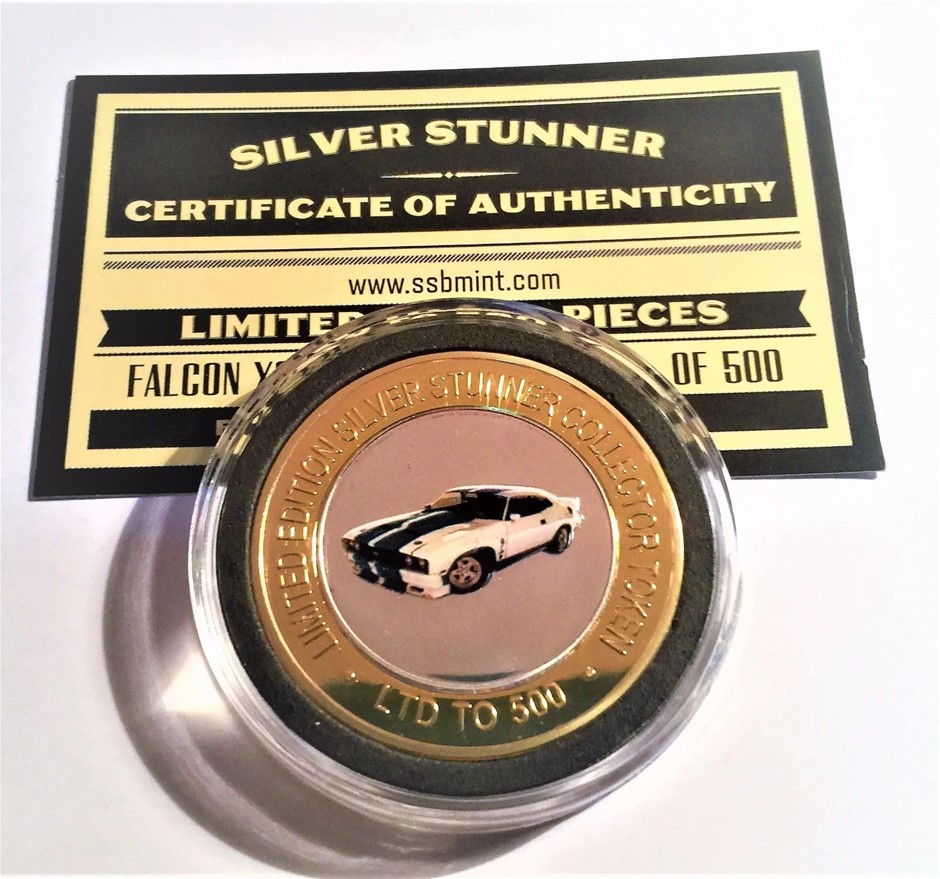 SILVER STUNNER
CERTIFICATE OF AUTHENTICITY
www.ssbmint.com
LIMITED PIECES
FALCON OF 500
LIMITED EDITION SILVER STUNNER COLLECTOR TOKEN
• LTD TO 500 •